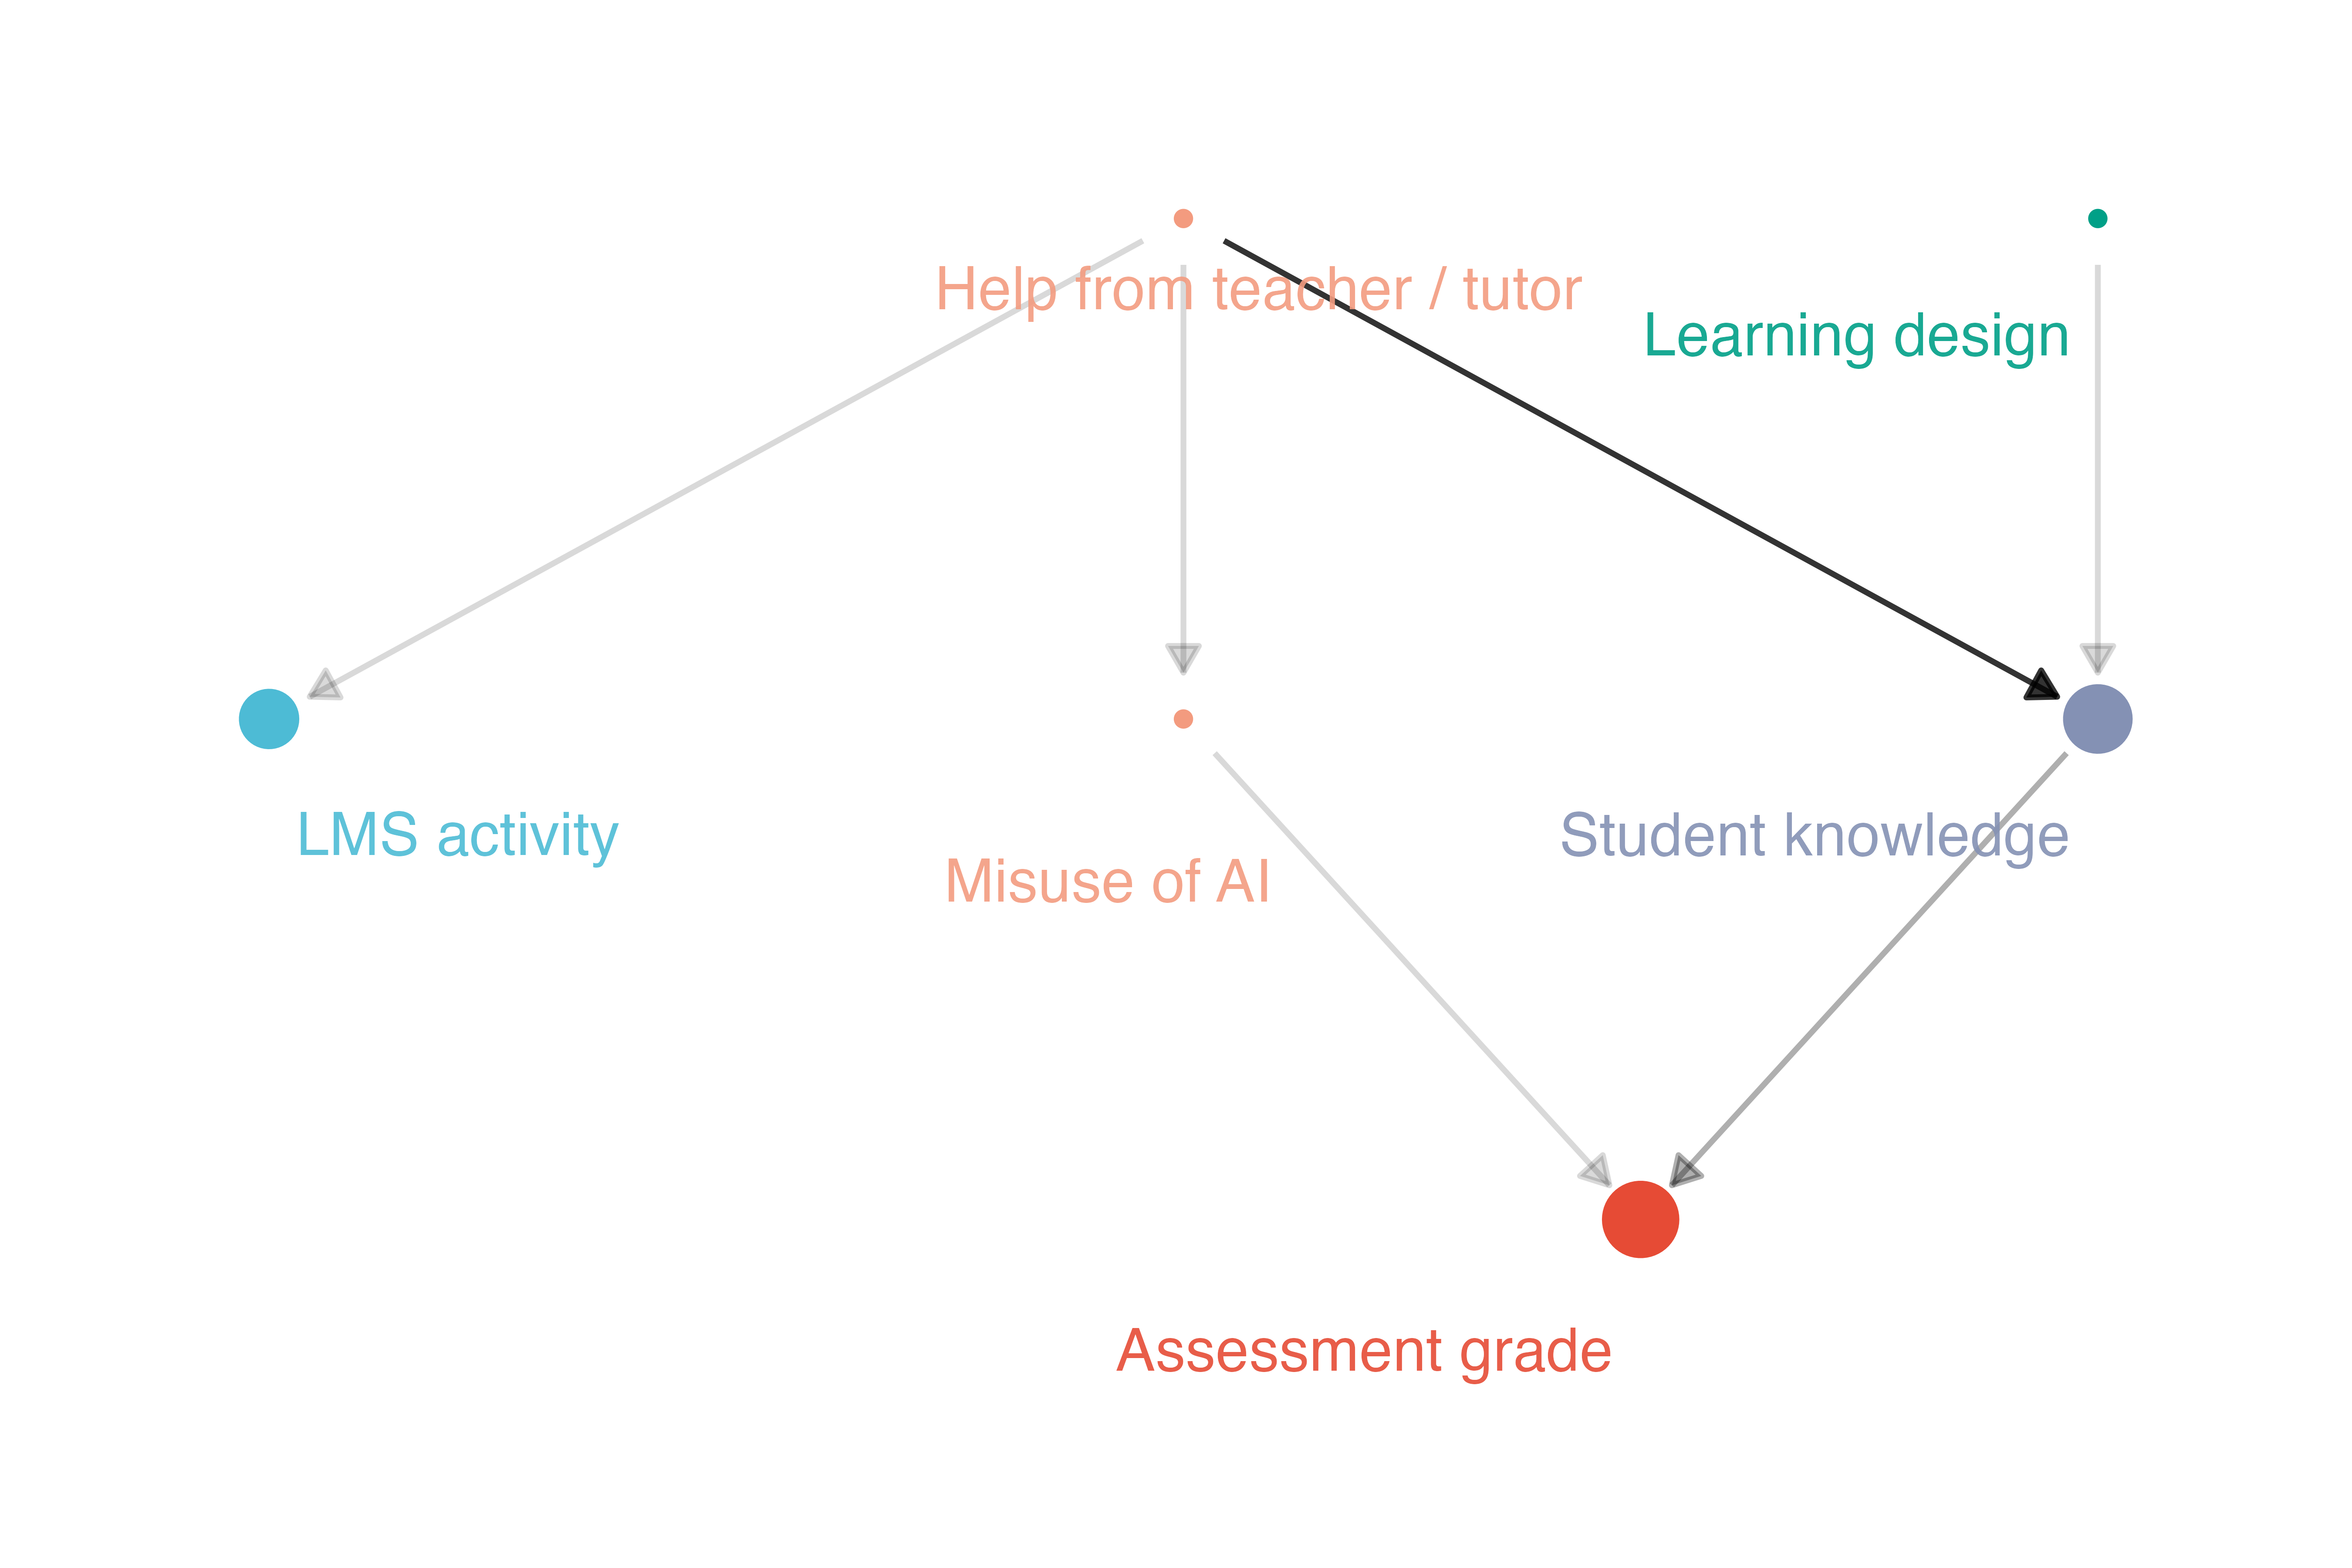 Help from teacher / tutor
Learning design
LMS activity
Student knowledge
Misuse of AI
Assessment grade